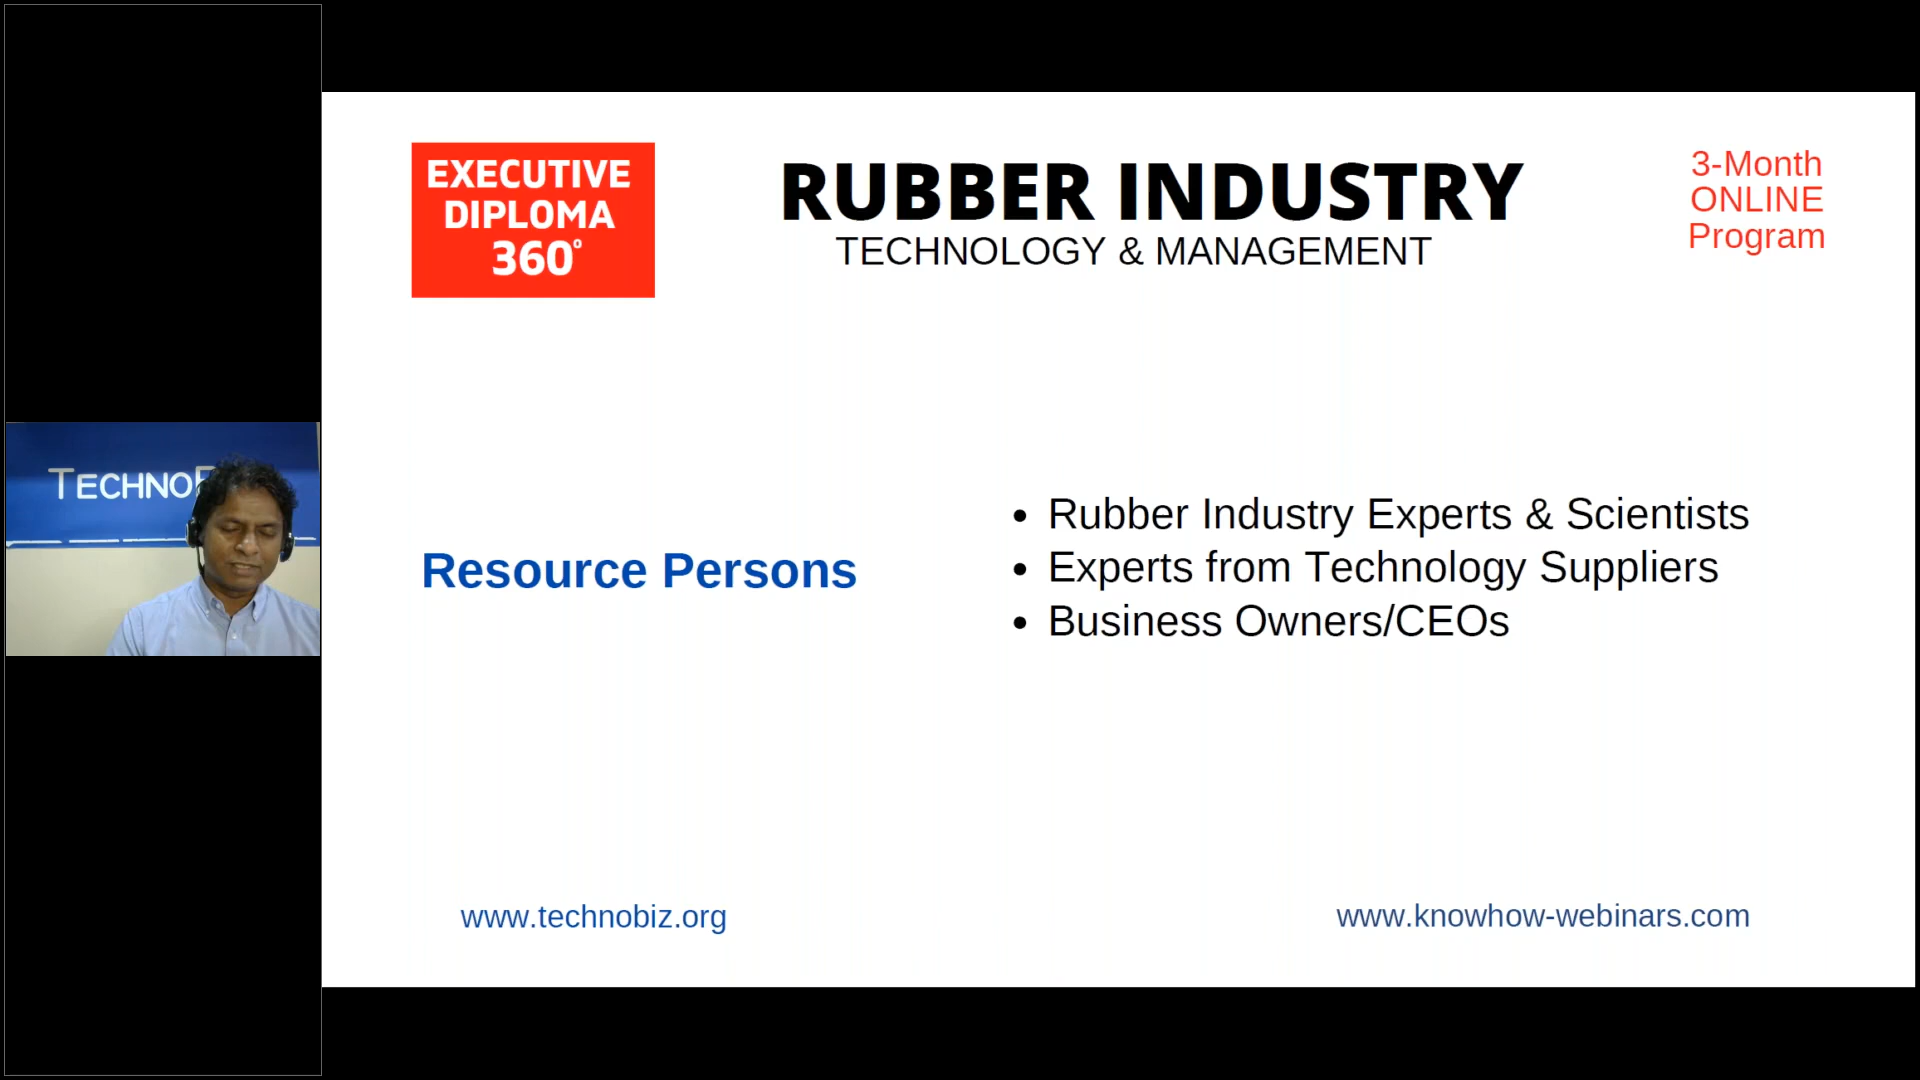 EXECUTIVE
DIPLOMA
360°
RUBBER INDUSTRY
TECHNOLOGY & MANAGEMENT
3-Month
ONLINE
Program
Resource Persons
• Rubber Industry Experts & Scientists
• Experts from Technology Suppliers
• Business Owners/CEOs
www.technobiz.org
www.knowhow-webinars.com